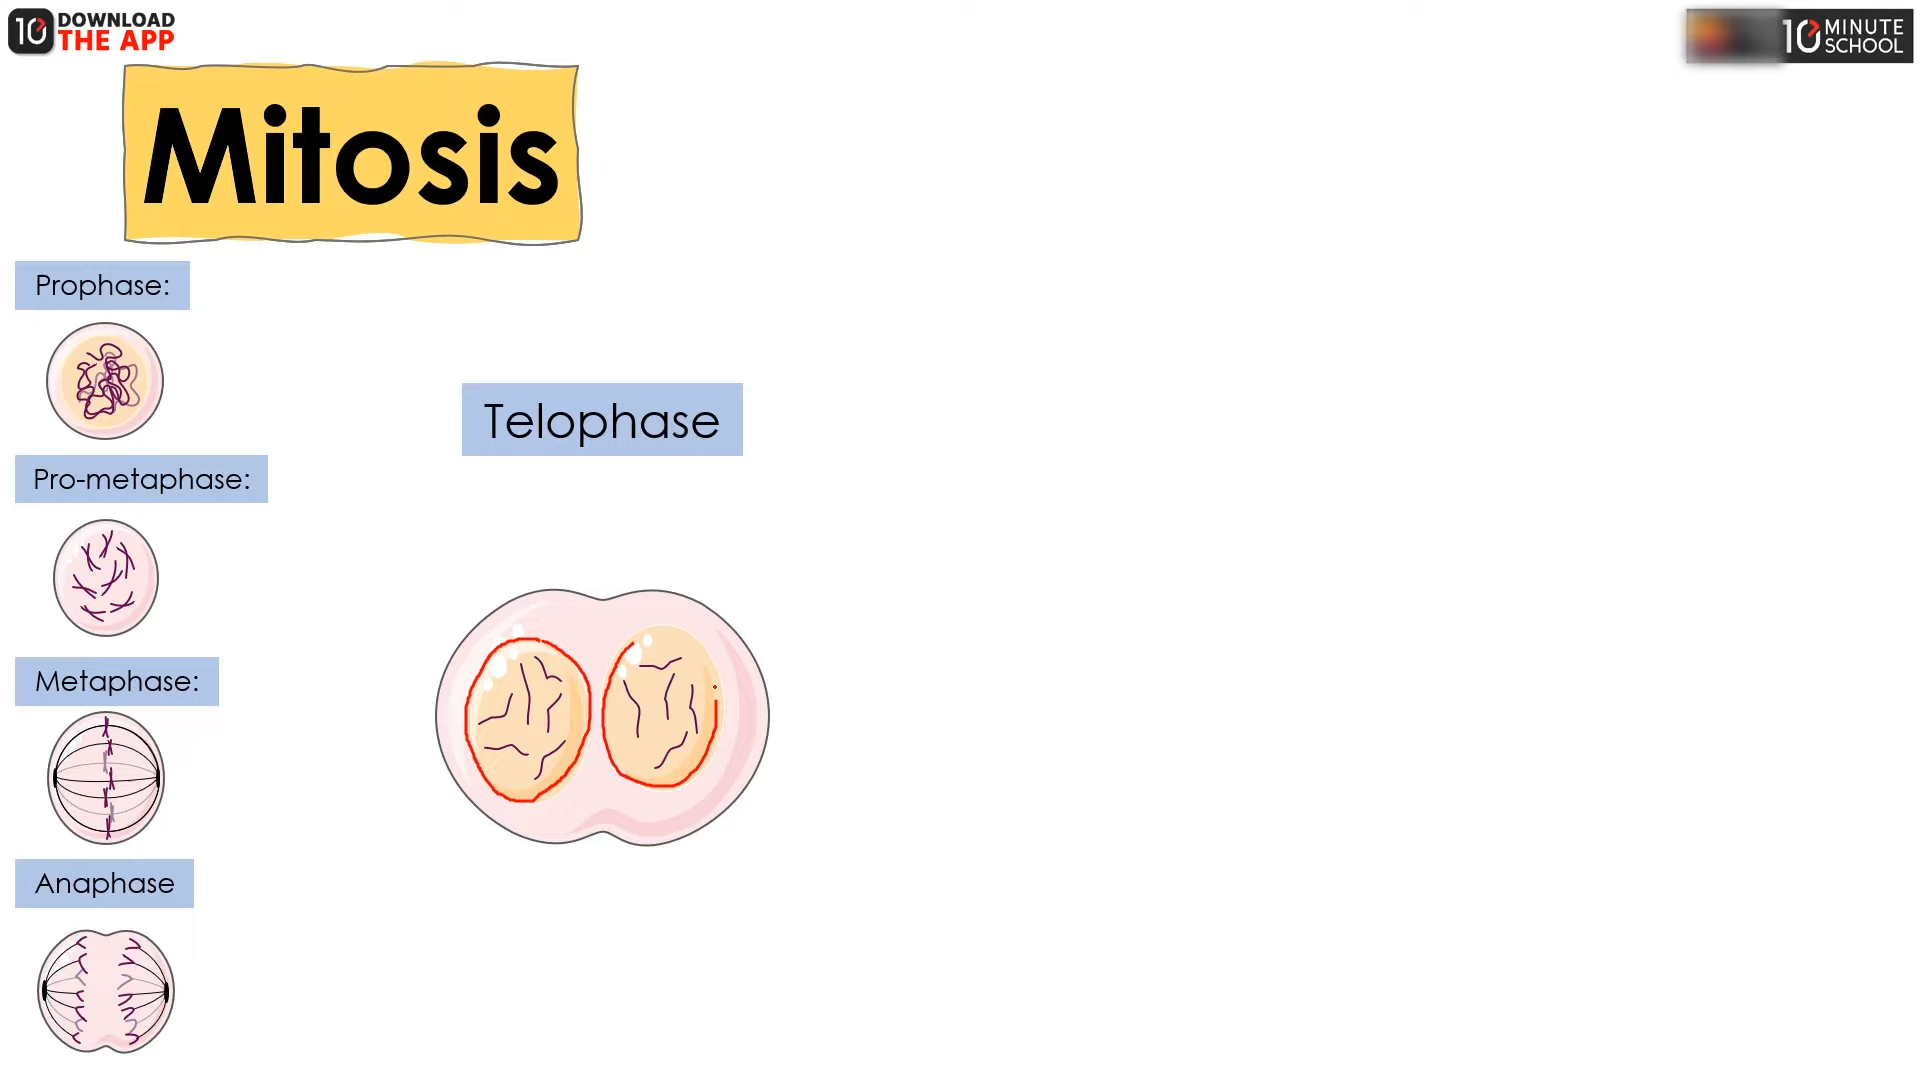 10 DOWNLOAD
THE APP
10 MINUTE
SCHOOL
Mitosis
Prophase:
Pro-metaphase:
Metaphase:
Anaphase
Telophase